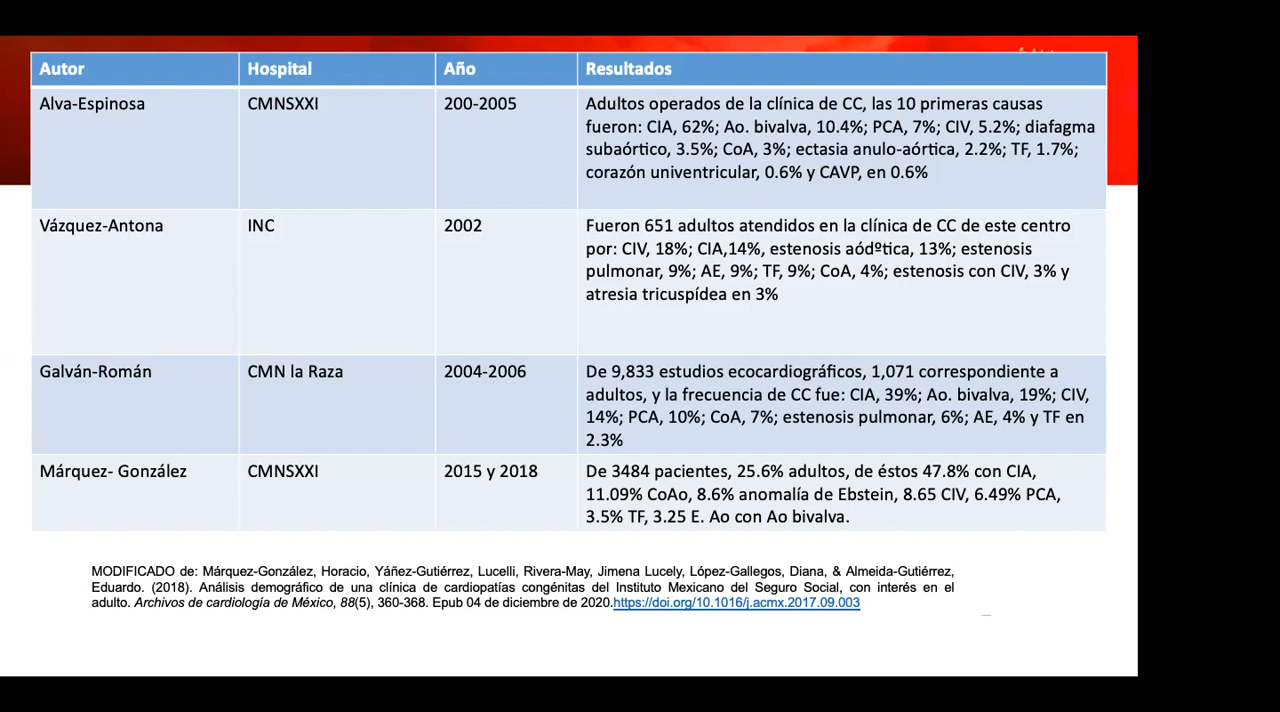 Autor
Hospital
Año
Resultados
Alva-Espinosa
CMNSXXI
200-2005
Adultos operados de la clínica de CC, las 10 primeras causas
fueron: CIA, 62%; Ao. bivalva, 10.4%; PCA, 7%; CIV, 5.2%; diafagma
subaórtico, 3.5%; CoA, 3%; ectasia anulo-aórtica, 2.2%; TF, 1.7%;
corazón univentricular, 0.6% y CAVP, en 0.6%
Vázquez-Antona
INC
2002
Fueron 651 adultos atendidos en la clínica de CC de este centro
por: CIV, 18%; CIA,14%, estenosis aódºtica, 13%; estenosis
pulmonar, 9%; AE, 9%; TF, 9%; CoA, 4%; estenosis con CIV, 3% y
atresia tricuspídea en 3%
Galván-Román
CMN la Raza
2004-2006
De 9,833 estudios ecocardiográficos, 1,071 correspondiente a
adultos, y la frecuencia de CC fue: CIA, 39%; Ao. bivalva, 19%; CIV,
14%; PCA, 10%; CoA, 7%; estenosis pulmonar, 6%; AE, 4% y TF en
2.3%
Márquez- González
CMNSXXI
2015 y 2018
De 3484 pacientes, 25.6% adultos, de éstos 47.8% con CIA,
11.09% CoAo, 8.6% anomalía de Ebstein, 8.65 CIV, 6.49% PCA,
3.5% TF, 3.25 E. Ao con Ao bivalva.
MODIFICADO de: Márquez-González, Horacio, Yáñez-Gutiérrez, Lucelli, Rivera-May, Jimena Lucely, López-Gallegos, Diana, & Almeida-Gutiérrez,
Eduardo. (2018). Análisis demográfico de una clínica de cardiopatías congénitas del Instituto Mexicano del Seguro Social, con interés en el
adulto. Archivos de cardiología de México, 88(5), 360-368. Epub 04 de diciembre de 2020.https://doi.org/10.1016/j.acmx.2017.09.003